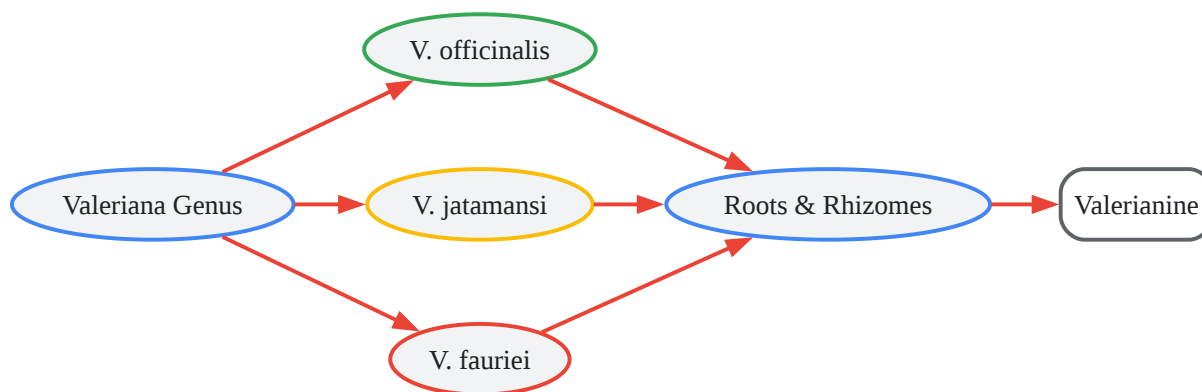 V. officinalis
Valeriana Genus
V. jatamansi
Roots & Rhizomes
Valerianine
V. fauriei